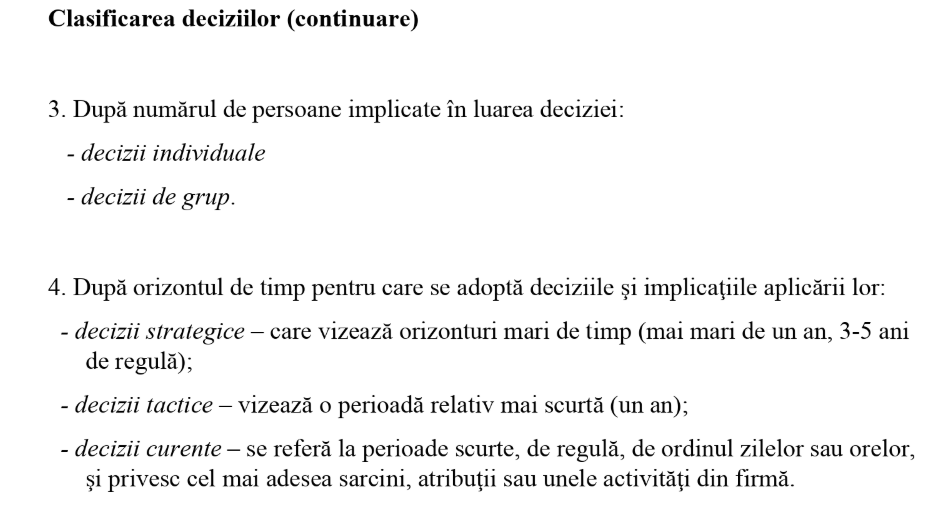 Clasificarea deciziilor (continuare)
3. După numărul de persoane implicate în luarea deciziei:
- decizii individuale
- decizii de grup.
4. După orizontul de timp pentru care se adoptă deciziile şi implicaţiile aplicării lor:
- decizii strategice – care vizează orizonturi mari de timp (mai mari de un an, 3-5 ani
de regulă);
- decizii tactice – vizează o perioadă relativ mai scurtă (un an);
- decizii curente – se referă la perioade scurte, de regulă, de ordinul zilelor sau orelor,
şi privesc cel mai adesea sarcini, atribuţii sau unele activităţi din firmă.